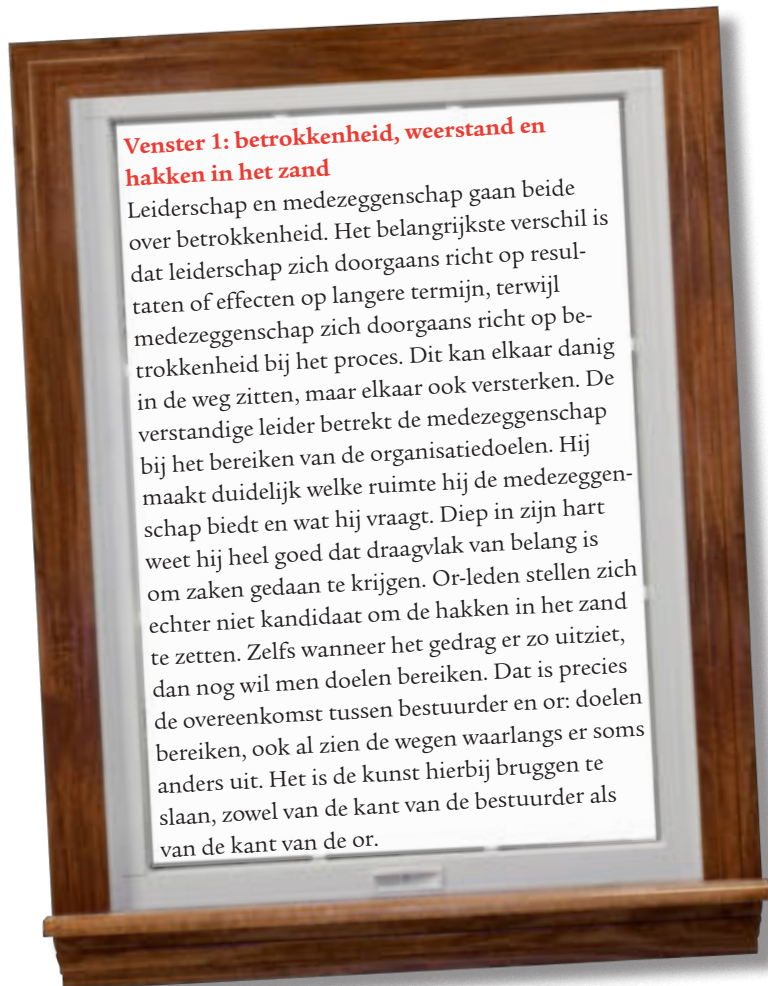 Venster 1: betrokkenheid, weerstand en
hakken in het zand
Leiderschap en medezeggenschap gaan beide
over betrokkenheid. Het belangrijkste verschil is
dat leiderschap zich doorgaans richt op resul-
taten of effecten op langere termijn, terwijl
medezeggenschap zich doorgaans richt op be-
trokkenheid bij het proces. Dit kan elkaar danig
in de weg zitten, maar elkaar ook versterken. De
verstandige leider betrekt de medezeggenschap
bij het bereiken van de organisatiedoelen. Hij
maakt duidelijk welke ruimte hij de medezeggen-
schap biedt en wat hij vraagt. Diep in zijn hart
weet hij heel goed dat draagvlak van belang is
om zaken gedaan te krijgen. Or-leden stellen zich
echter niet kandidaat om de hakken in het zand
te zetten. Zelfs wanneer het gedrag er zo uitziet,
dan nog wil men doelen bereiken. Dat is precies
de overeenkomst tussen bestuurder en or: doelen
bereiken, ook al zien de wegen waarlangs er soms
anders uit. Het is de kunst hierbij bruggen te
slaan, zowel van de kant van de bestuurder als
van de kant van de or.